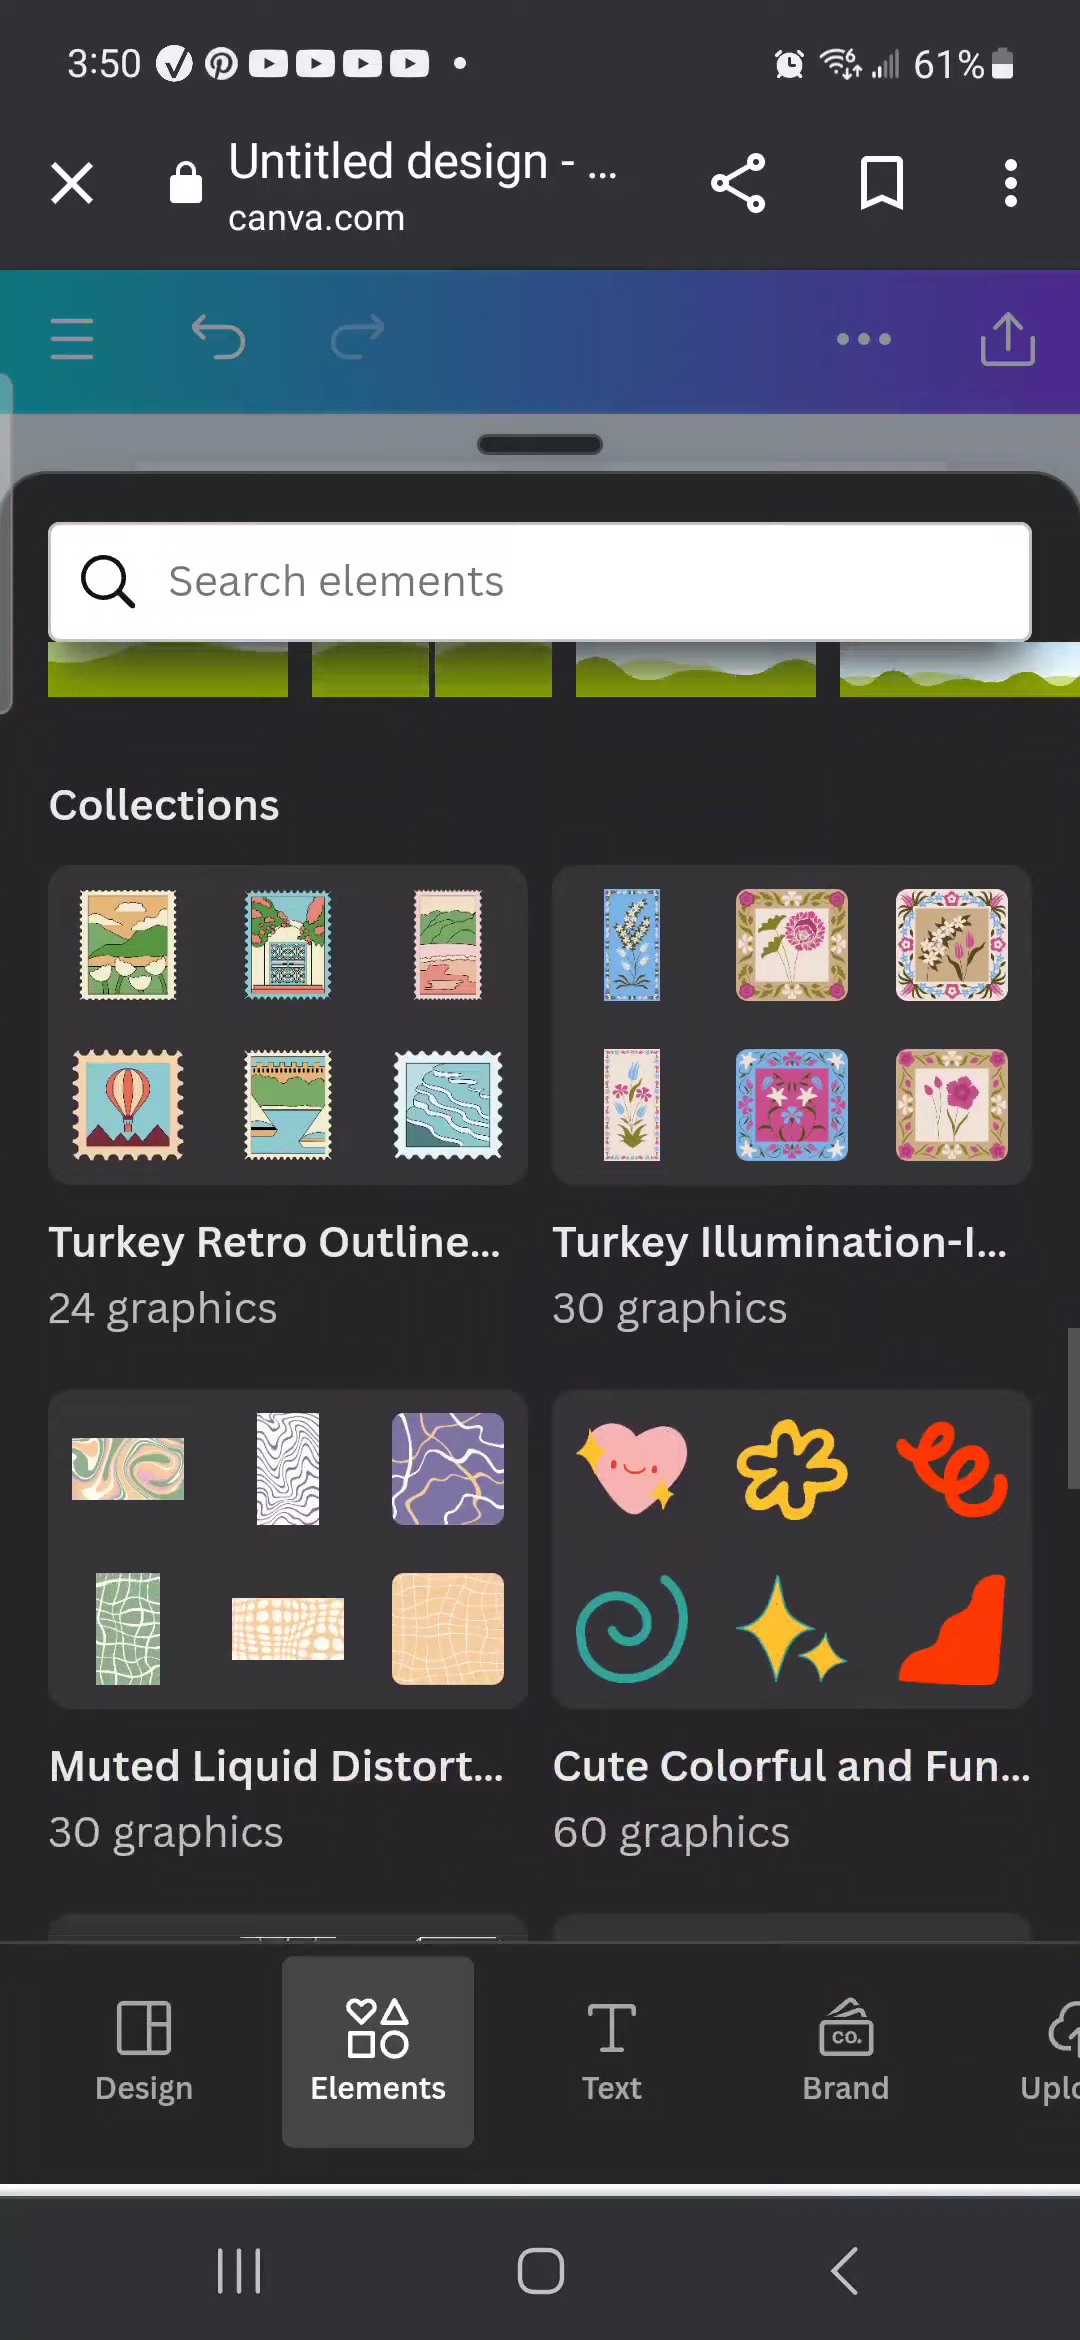 3:50
61%
Untitled design - ...
canva.com
Search elements
Collections
Turkey Retro Outline...
24 graphics
Turkey Illumination-I...
30 graphics
Muted Liquid Distort...
30 graphics
Cute Colorful and Fun...
60 graphics
Design
Elements
Text
CO.
Brand
Uplo